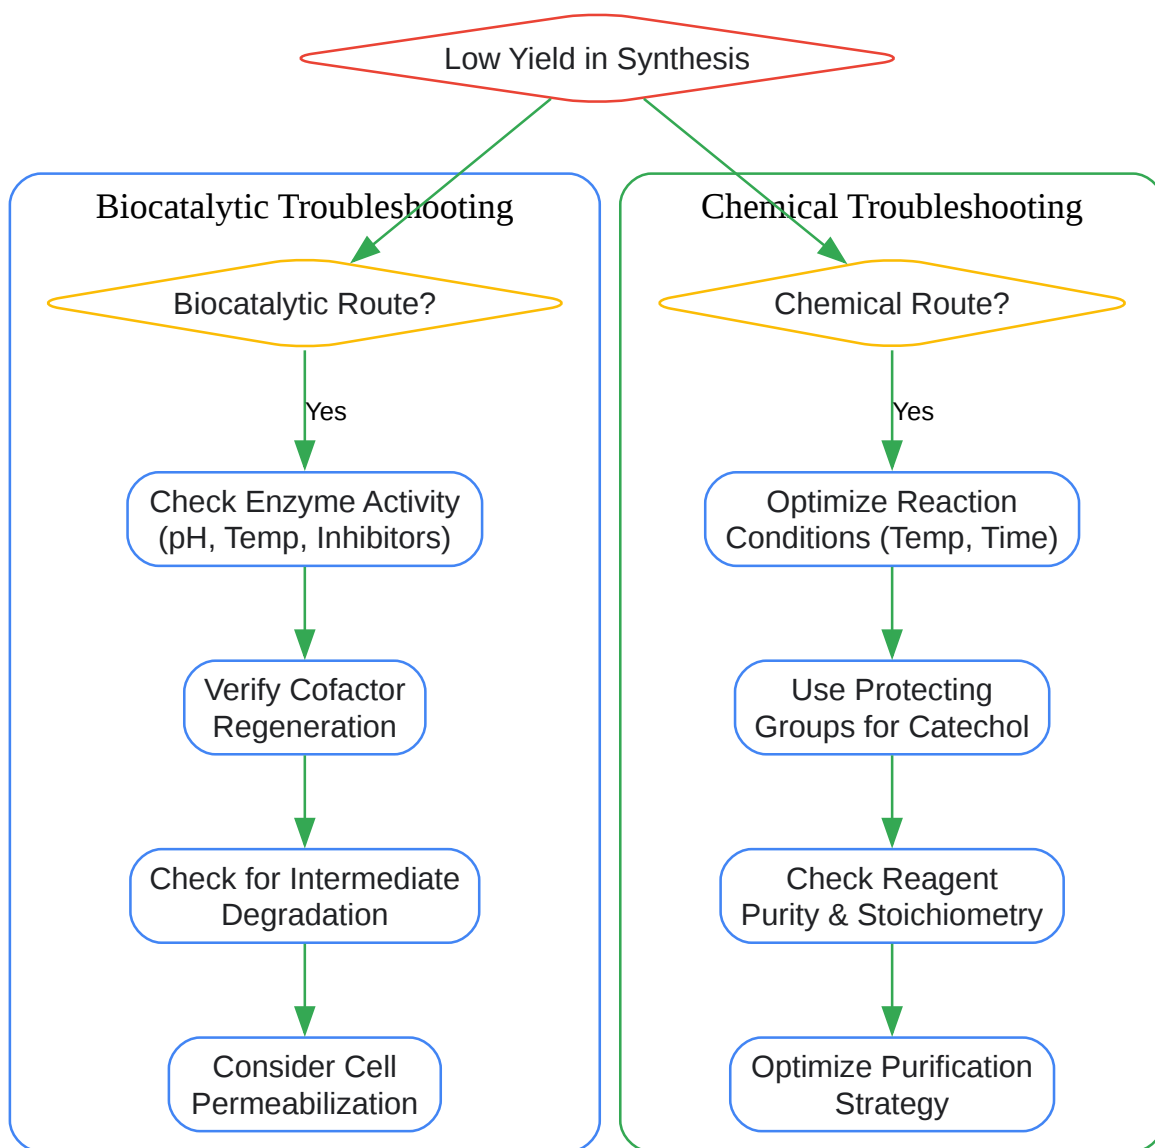 Low Yield in Synthesis
Biocatalytic Troubleshooting
Biocatalytic Route?
Yes
Check Enzyme Activity
(pH, Temp, Inhibitors)
Verify Cofactor
Regeneration
Check for Intermediate
Degradation
Consider Cell
Permeabilization
Chemical Troubleshooting
Chemical Route?
Yes
Optimize Reaction
Conditions (Temp, Time)
Use Protecting
Groups for Catechol
Check Reagent
Purity & Stoichiometry
Optimize Purification
Strategy